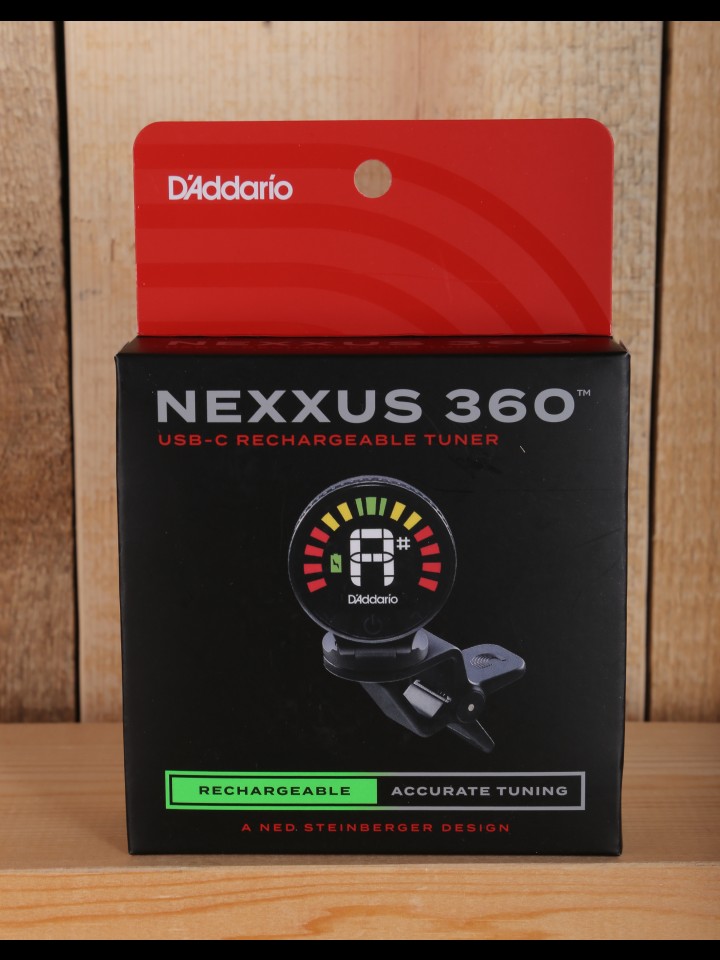 D'Addario
NEXXUS 360™
USB-C RECHARGEABLE TUNER
A#
D'Addario
RECHARGEABLE ACCURATE TUNING
A NED STEINBERGER DESIGN